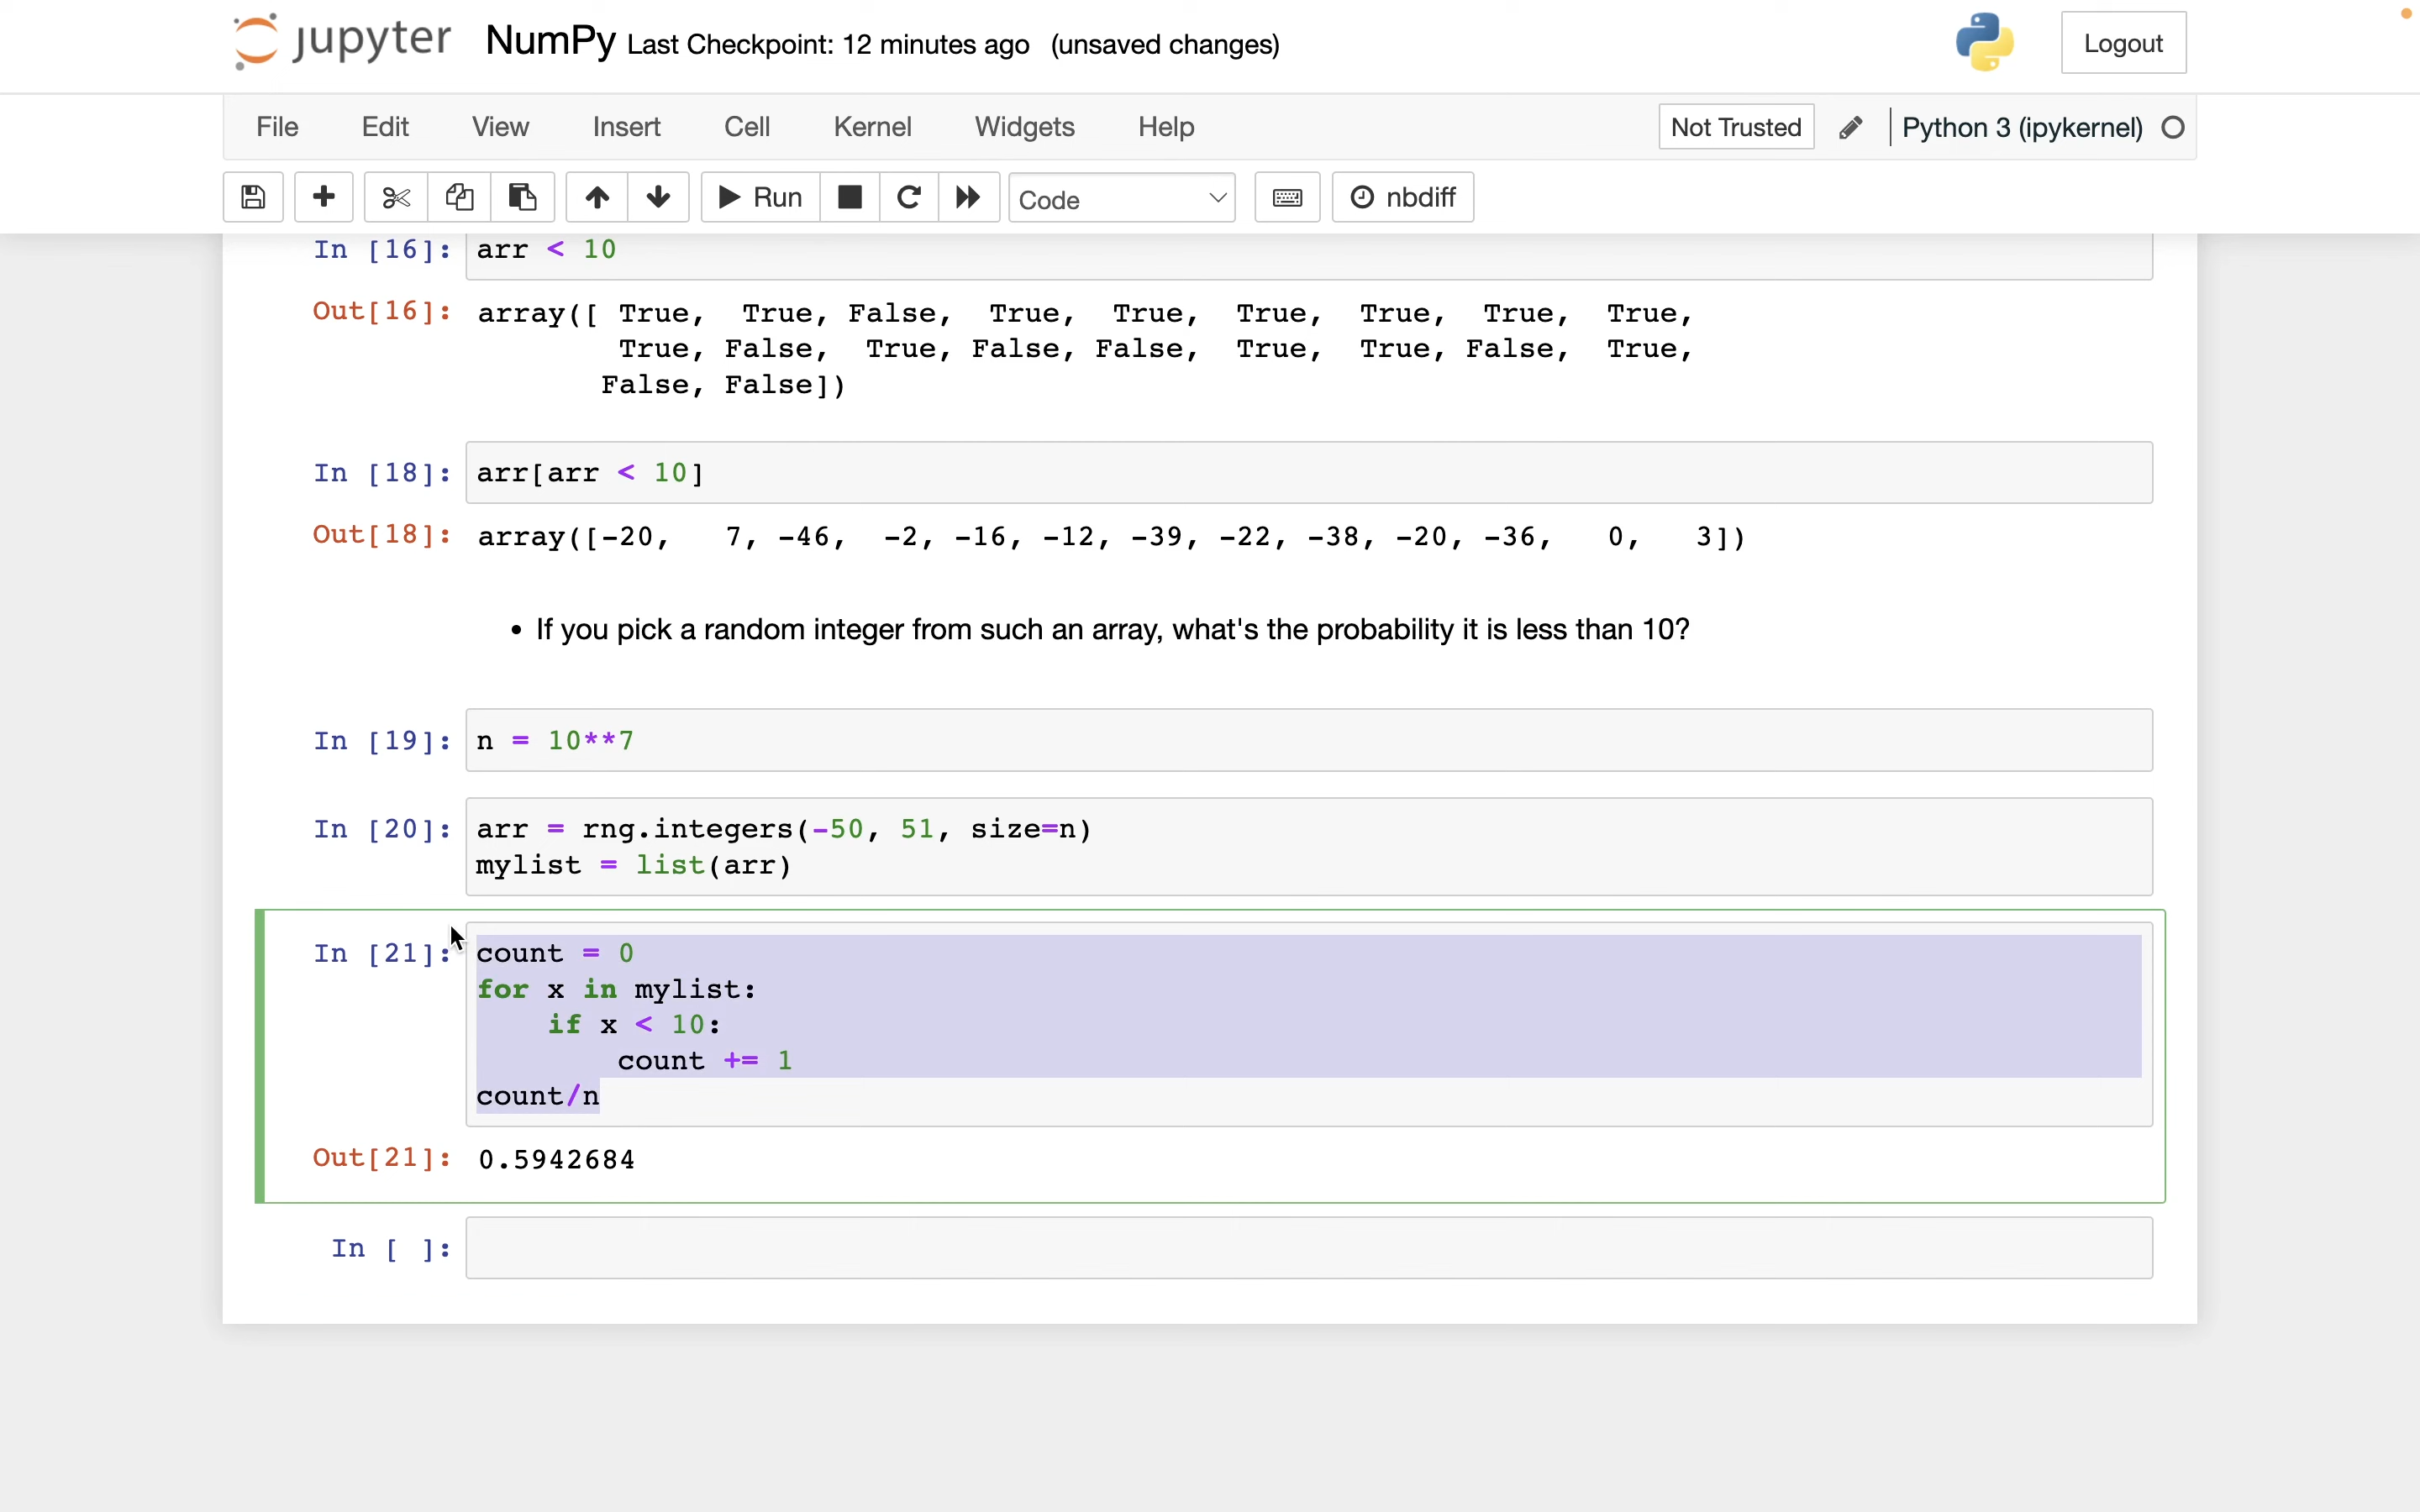 jupyter NumPy Last Checkpoint: 12 minutes ago (unsaved changes) Logout
File Edit View Insert Cell Kernel Widgets Help Not Trusted Python 3 (ipykernel)
Run Code nbdiff
In [16]: arr < 10
Out[16]: array([ True, True, False, True, True, True, True, True, True,
True, False, True, False, False, True, True, False, True,
False, False])
In [18]: arr[arr < 10]
Out[18]: array([-20, 7, -46, -2, -16, -12, -39, -22, -38, -20, -36, 0, 3])
• If you pick a random integer from such an array, what's the probability it is less than 10?
In [19]: n = 10**7
In [20]: arr = rng.integers(-50, 51, size=n)
mylist = list(arr)
In [21]: count = 0
for x in mylist:
if x < 10:
count += 1
count/n
Out[21]: 0.5942684
In [ ]: